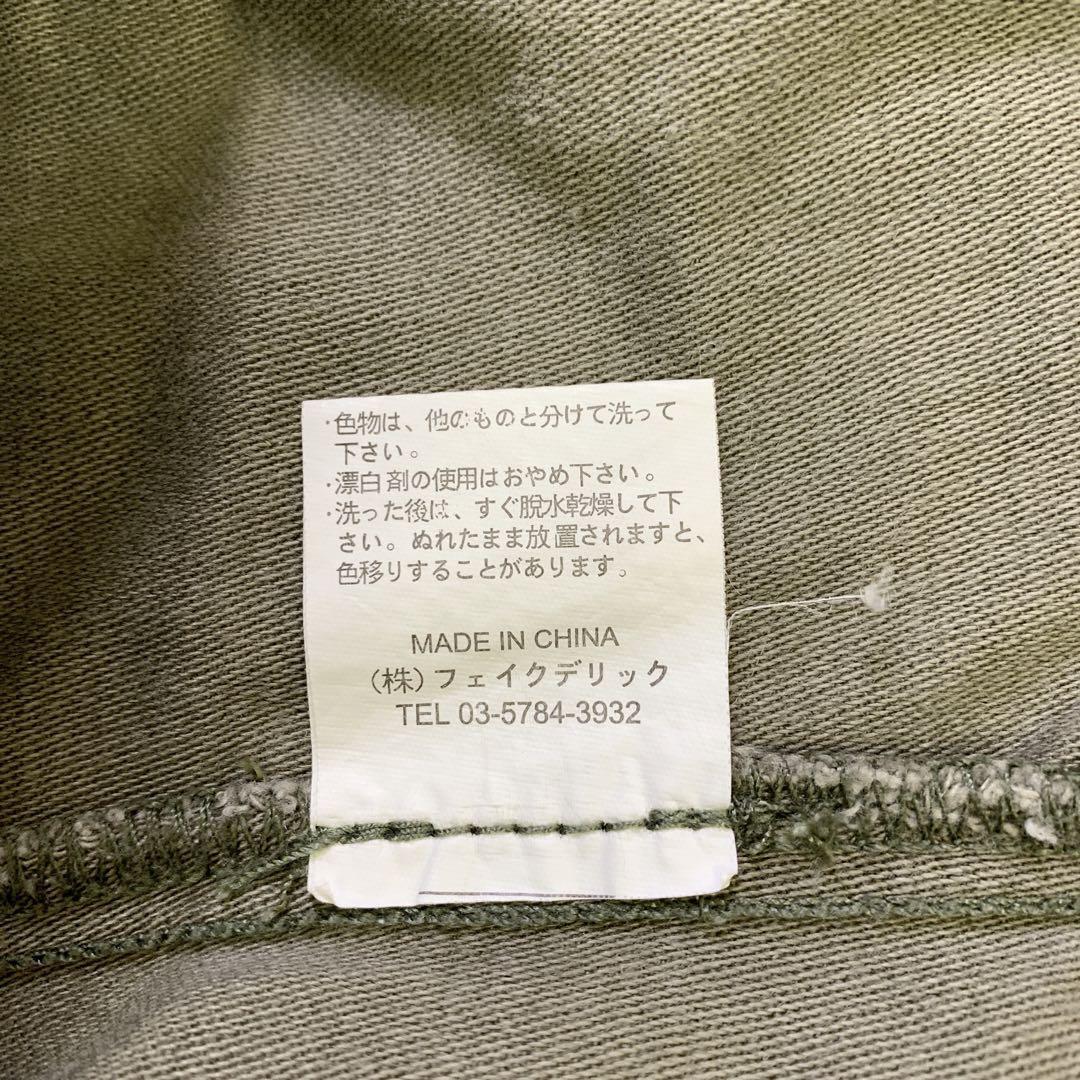 ・色物は、他のものと分けて洗って
下さい。
・漂白剤の使用はおやめ下さい。
・洗った後は、すぐ脱水乾燥して下
さい。ぬれたまま放置されますと、
色移りすることがあります。
MADE IN CHINA
（株）フェイクデリック
TEL 03-5784-3932